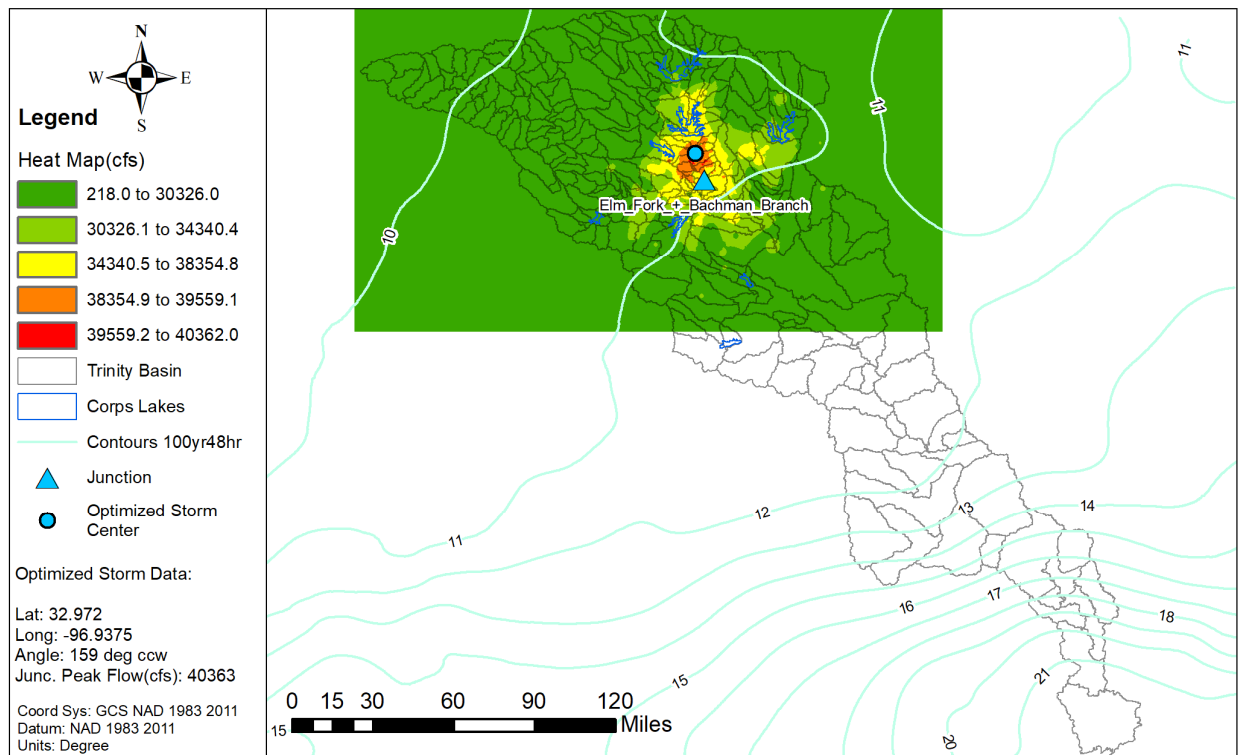 N
W
E
S
Legend
Heat Map(cfs)
218.0 to 30326.0
30326.1 to 34340.4
34340.5 to 38354.8
38354.9 to 39559.1
39559.2 to 40362.0
Trinity Basin
Corps Lakes
Contours 100yr48hr
Junction
Optimized Storm
Center
Optimized Storm Data:
Lat: 32.972
Long: -96.9375
Angle: 159 deg ccw
Junc. Peak Flow(cfs): 40363
Coord Sys: GCS NAD 1983 2011
Datum: NAD 1983 2011
Units: Degree
11
11
Elm_Fork_+_Bachman_Branch
10
12
13
14
11
16
17
18
15
21
20
15
0 15 30 60 90 120
Miles